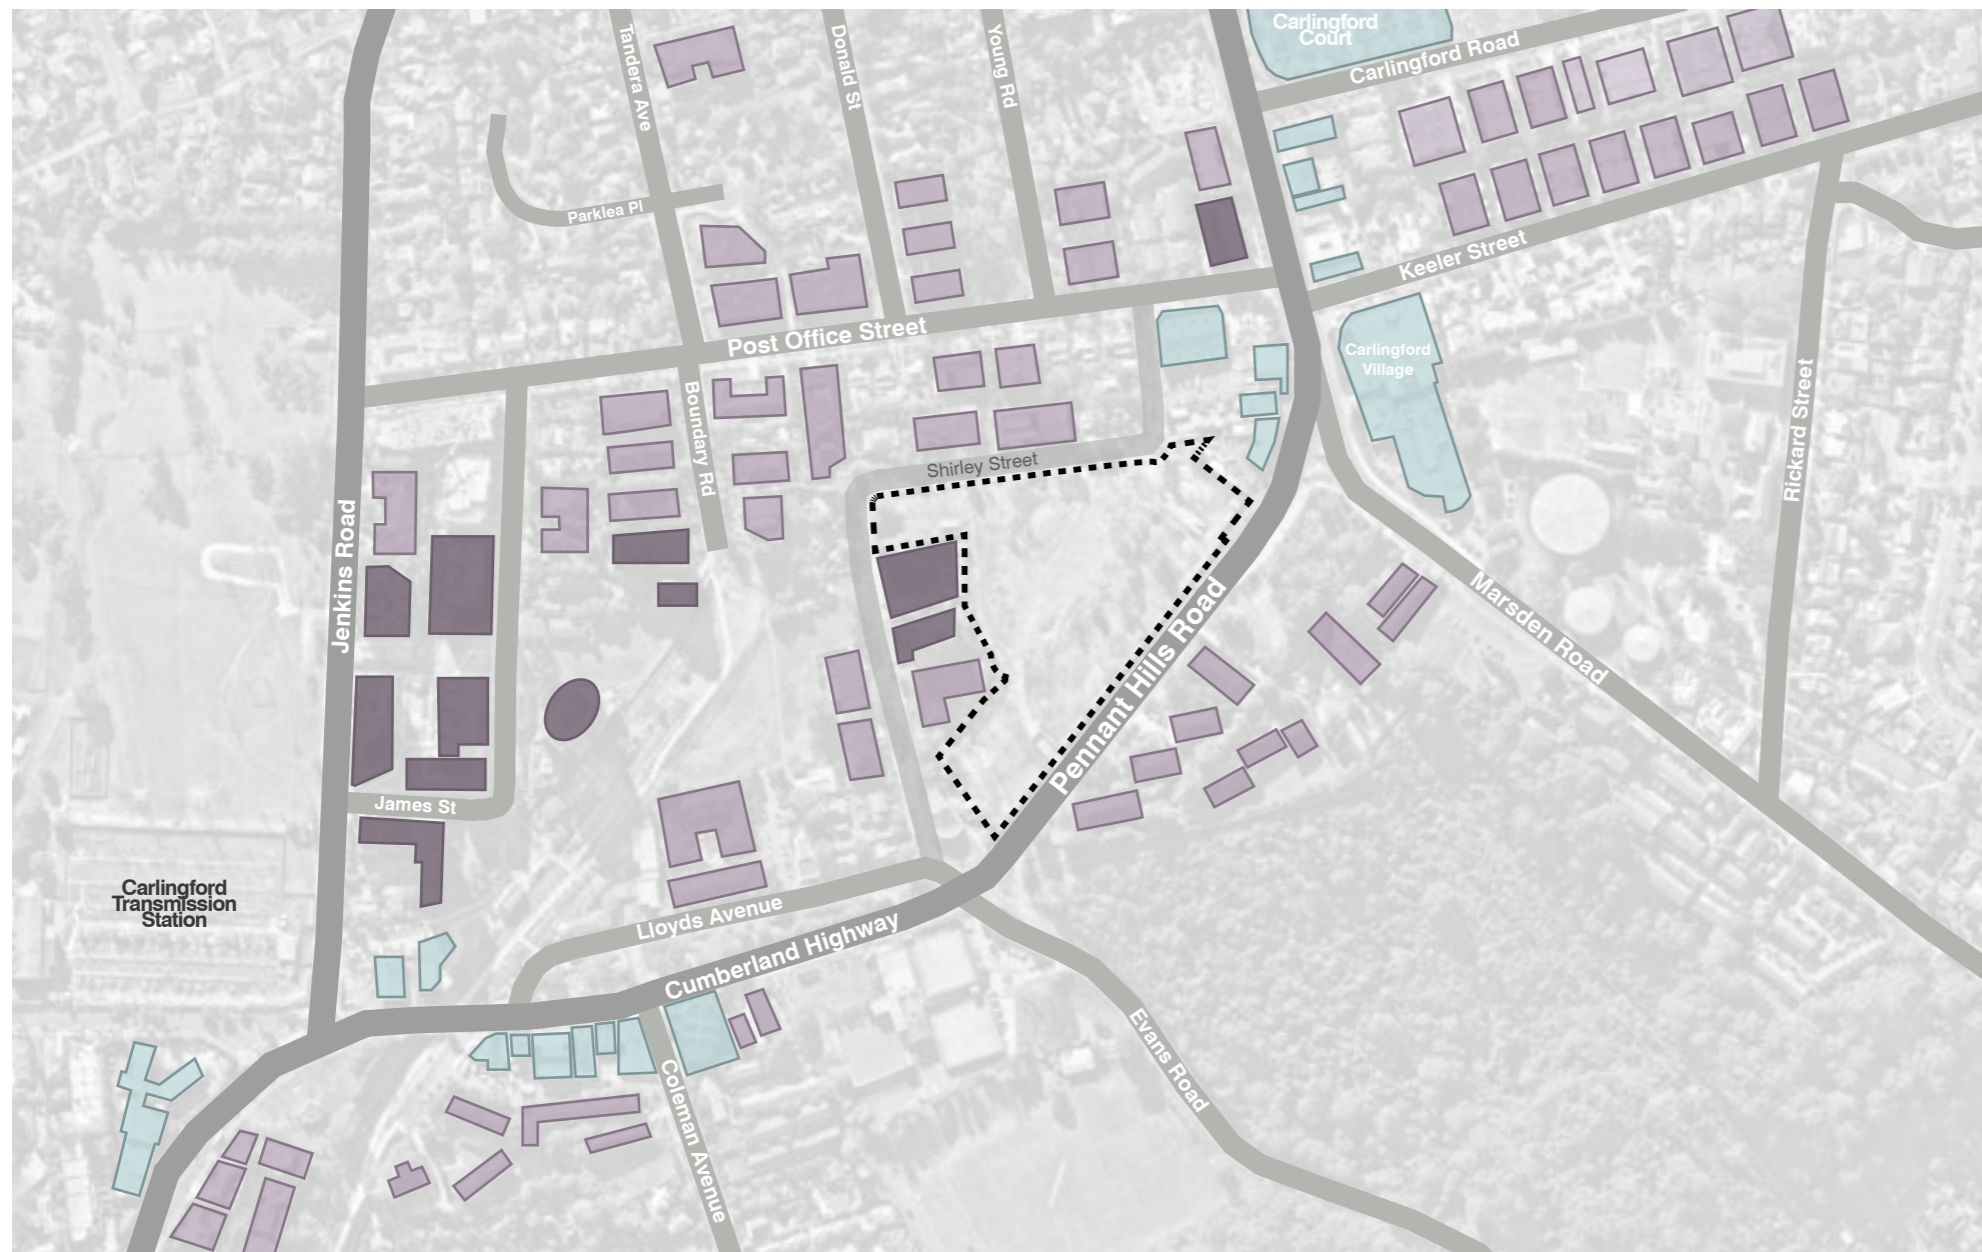 Carlingford
Court
Carlingford Road
Tandera Ave
Donald St
Young Rd
Parklea Pl
Keeler Street
Post Office Street
Carlingford
Village
Boundary Rd
Rickard Street
Shirley Street
Jenkins Road
Marsden Road
Pennant Hills Road
James St
Carlingford
Transmission
Station
Lloyds Avenue
Cumberland Highway
Evans Road
Coleman Avenue